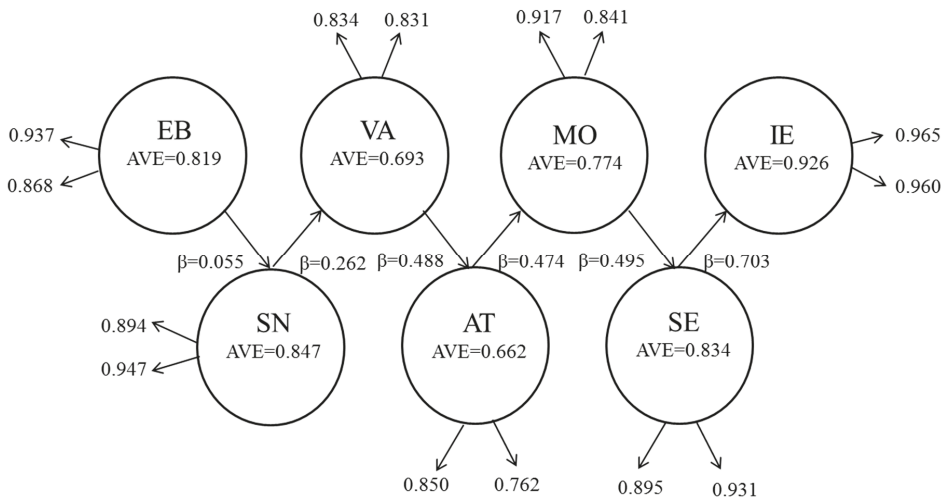 0.834
0.831
0.917
0.841
EB
AVE=0.819
VA
AVE=0.693
MO
AVE=0.774
IE
AVE=0.926
0.937
0.868
0.965
0.960
β=0.055
β=0.262
β=0.488
β=0.474
β=0.495
β=0.703
SN
AVE=0.847
AT
AVE=0.662
SE
AVE=0.834
0.894
0.947
0.850
0.762
0.895
0.931